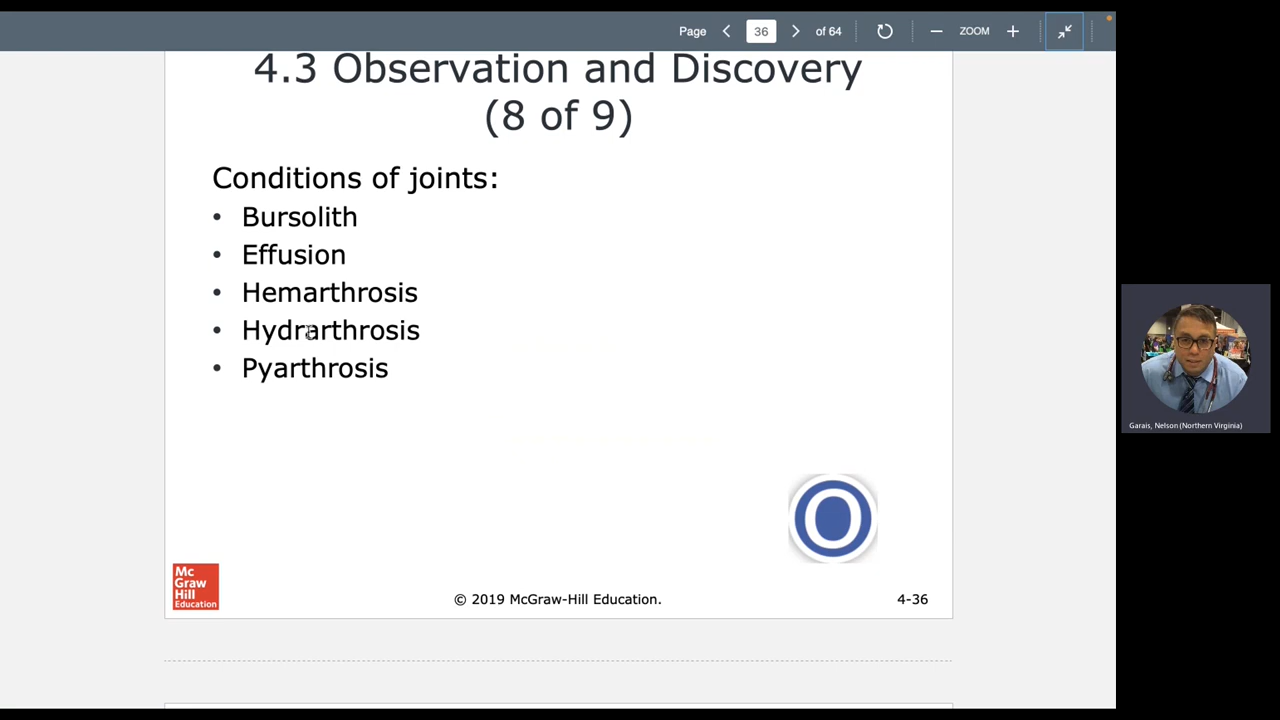 Page 36 of 64 ZOOM
4.3 Observation and Discovery
(8 of 9)
Conditions of joints:
• Bursolith
• Effusion
• Hemarthrosis
• Hydrarthrosis
• Pyarthrosis
O
Garais, Nelson (Northern Virginia)
Mc
Graw
Hill
Education
© 2019 McGraw-Hill Education.
4-36